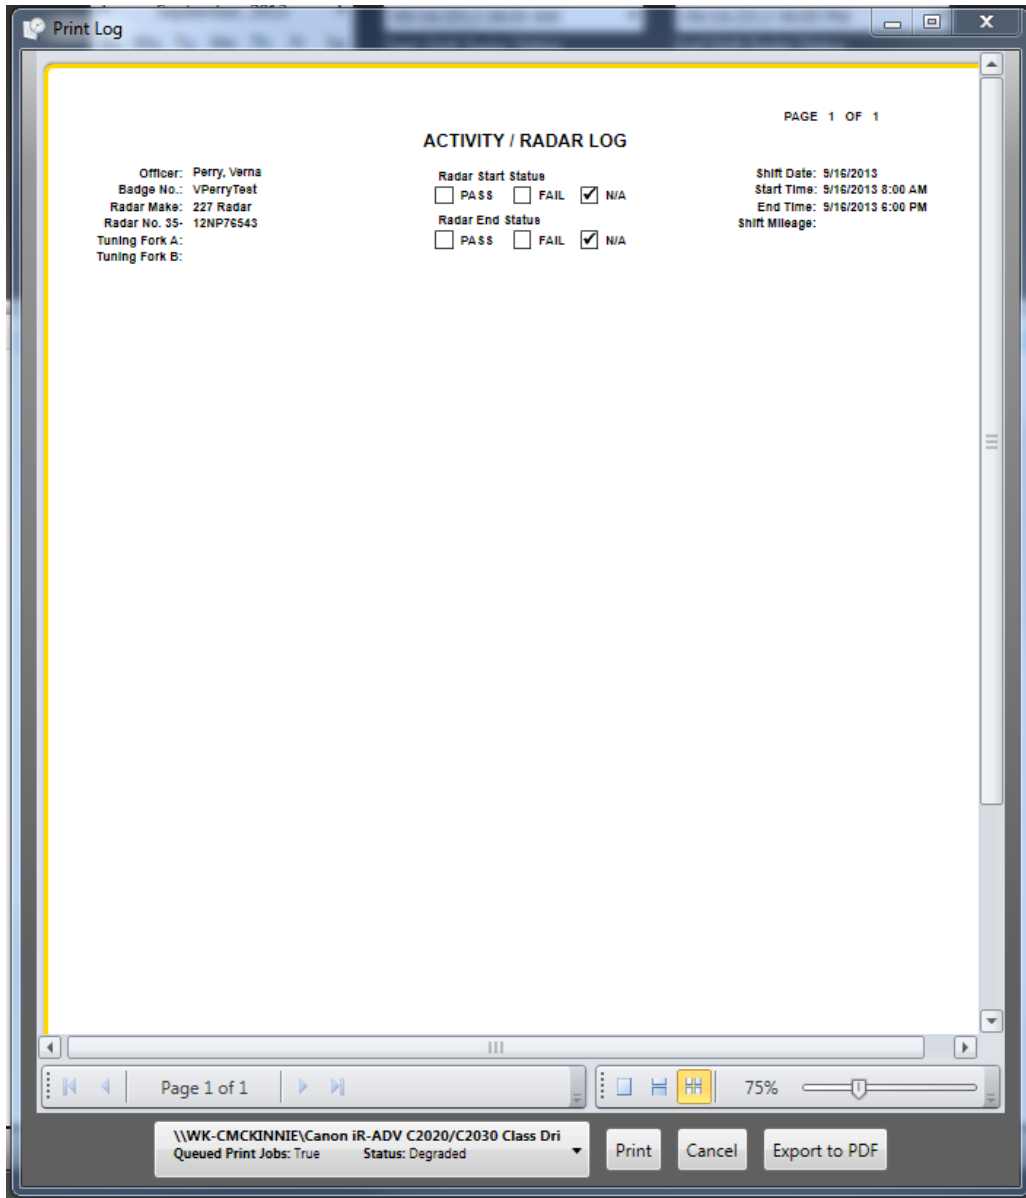 Print Log
PAGE 1 OF 1
ACTIVITY / RADAR LOG
Officer: Perry, Verna
Badge No.: VPerryTest
Radar Make: 227 Radar
Radar No. 35- 12NP76543
Tuning Fork A:
Tuning Fork B:
Radar Start Status
PASS FAIL N/A
Radar End Status
PASS FAIL N/A
Shift Date: 9/16/2013
Start Time: 9/16/2013 8:00 AM
End Time: 9/16/2013 6:00 PM
Shift Mileage:
Page 1 of 1
75%
\\WK-CMCKINNIE\Canon iR-ADV C2020/C2030 Class Dri
Queued Print Jobs: True Status: Degraded
Print
Cancel
Export to PDF